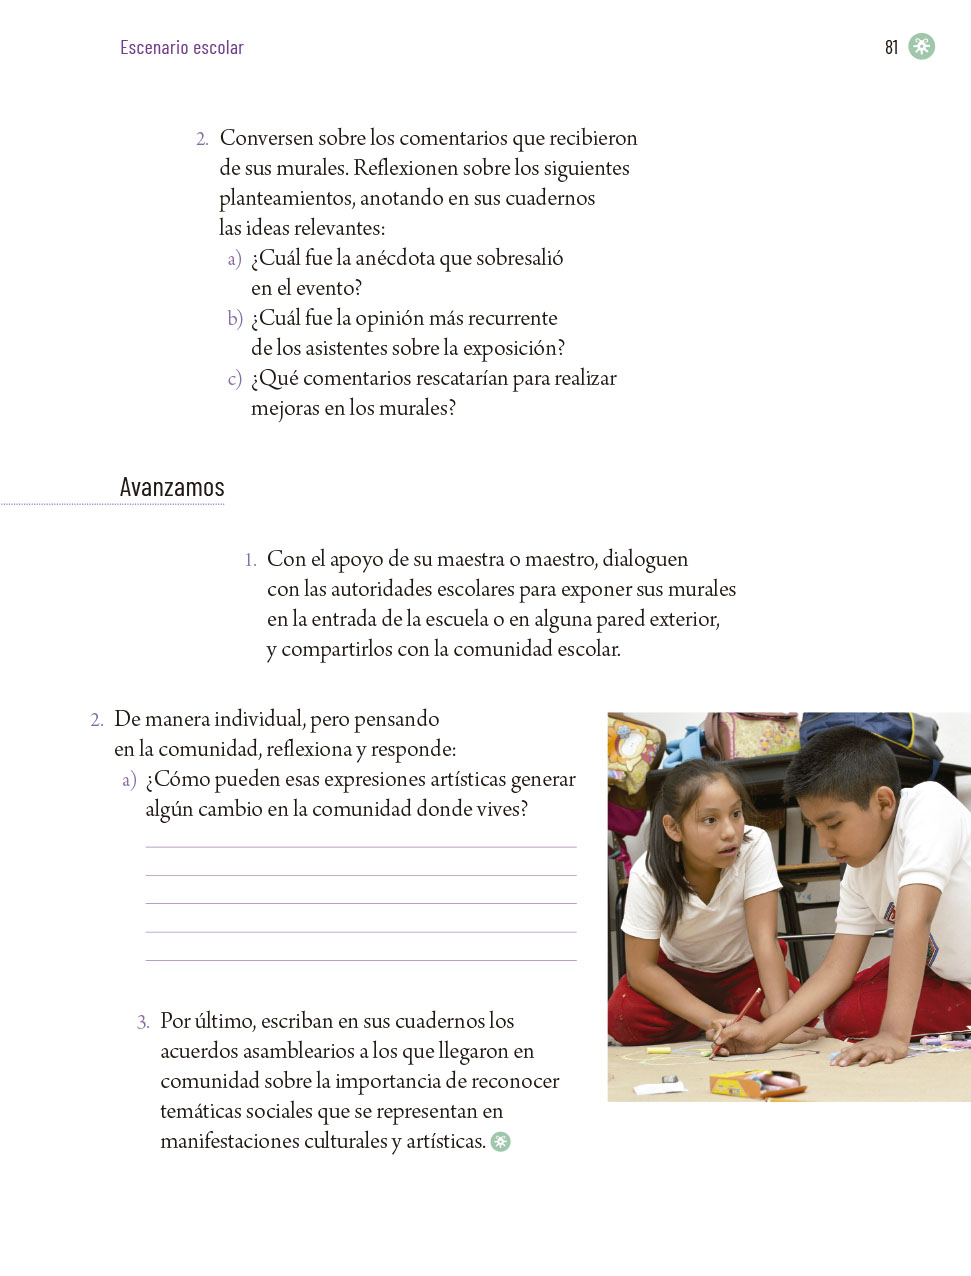 Escenario escolar
81
2. Conversen sobre los comentarios que recibieron
de sus murales. Reflexionen sobre los siguientes
planteamientos, anotando en sus cuadernos
las ideas relevantes:
a) ¿Cuál fue la anécdota que sobresalió
en el evento?
b) ¿Cuál fue la opinión más recurrente
de los asistentes sobre la exposición?
c) ¿Qué comentarios rescatarían para realizar
mejoras en los murales?
Avanzamos
1. Con el apoyo de su maestra o maestro, dialoguen
con las autoridades escolares para exponer sus murales
en la entrada de la escuela o en alguna pared exterior,
y compartirlos con la comunidad escolar.
2. De manera individual, pero pensando
en la comunidad, reflexiona y responde:
a) ¿Cómo pueden esas expresiones artísticas generar
algún cambio en la comunidad donde vives?
3. Por último, escriban en sus cuadernos los
acuerdos asamblearios a los que llegaron en
comunidad sobre la importancia de reconocer
temáticas sociales que se representan en
manifestaciones culturales y artísticas.